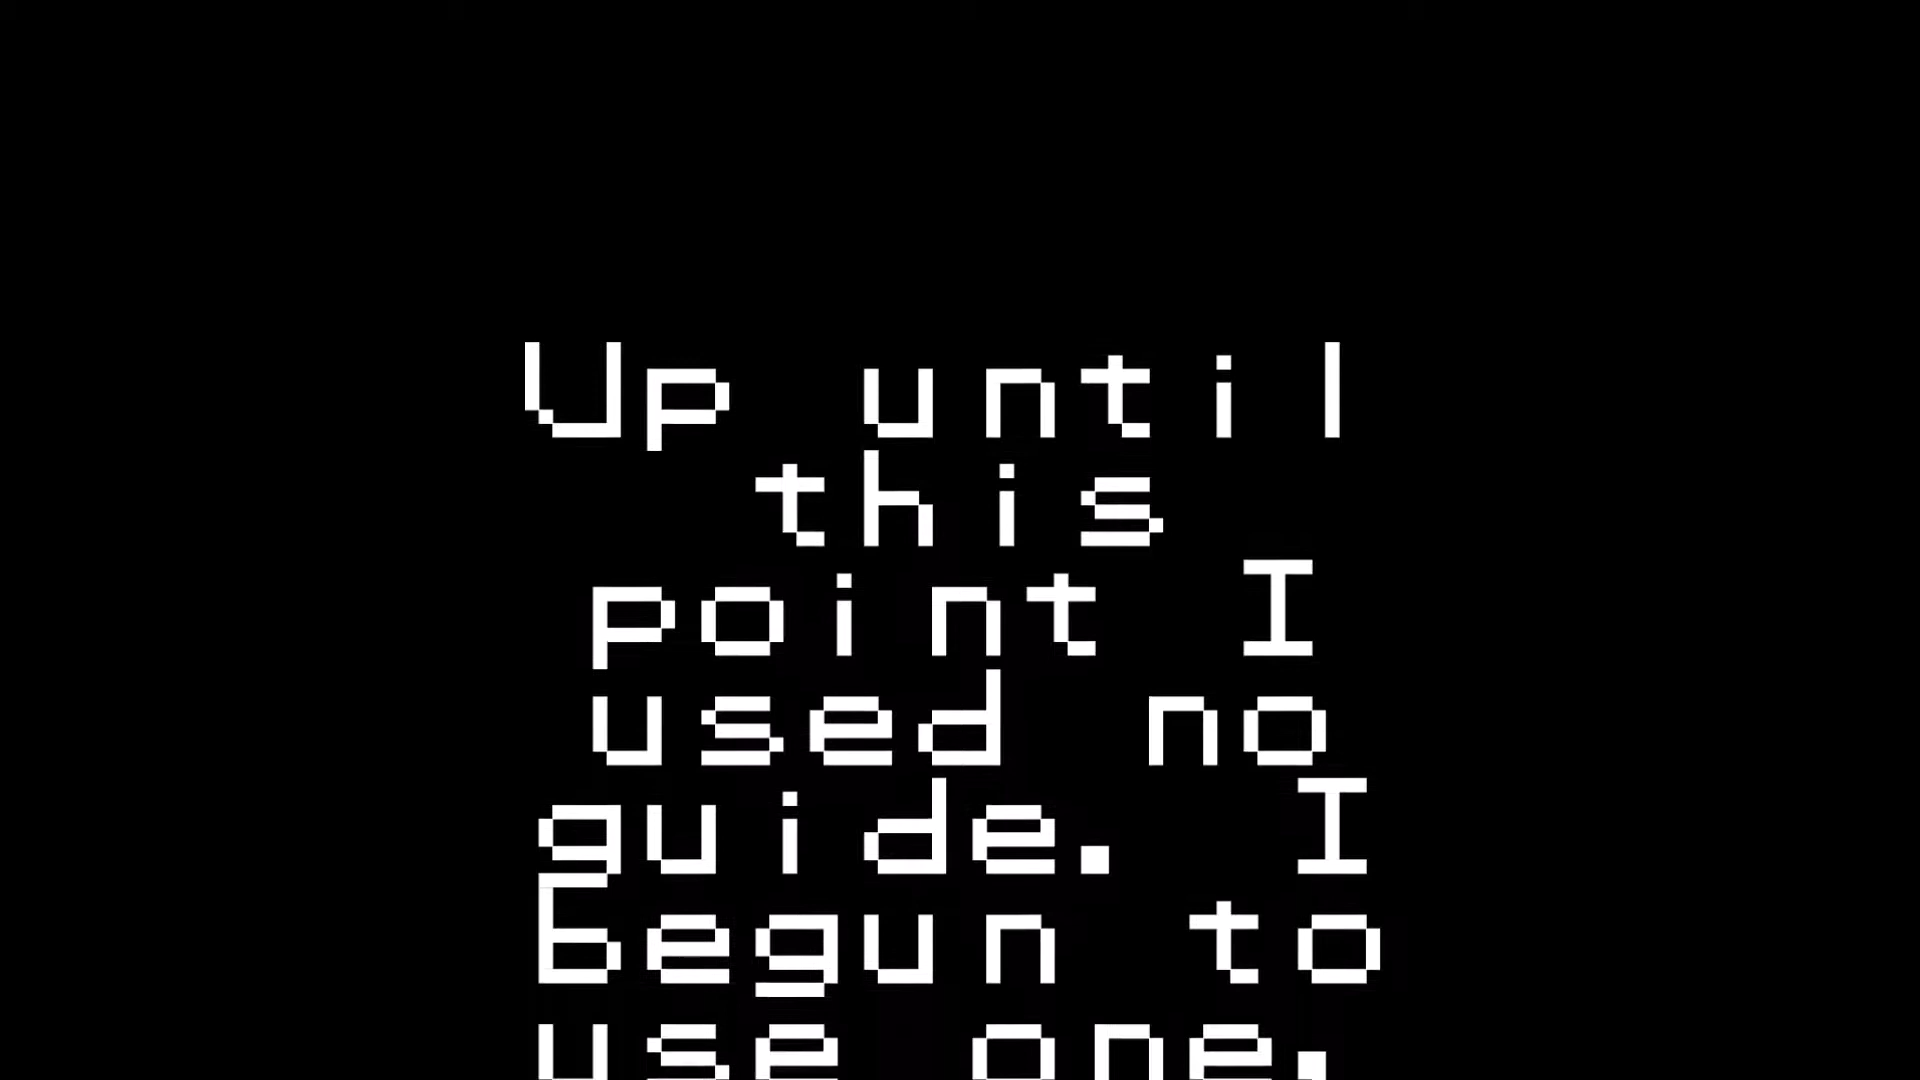 Up until
this
point I
used no
guide. I
begun to
use one.